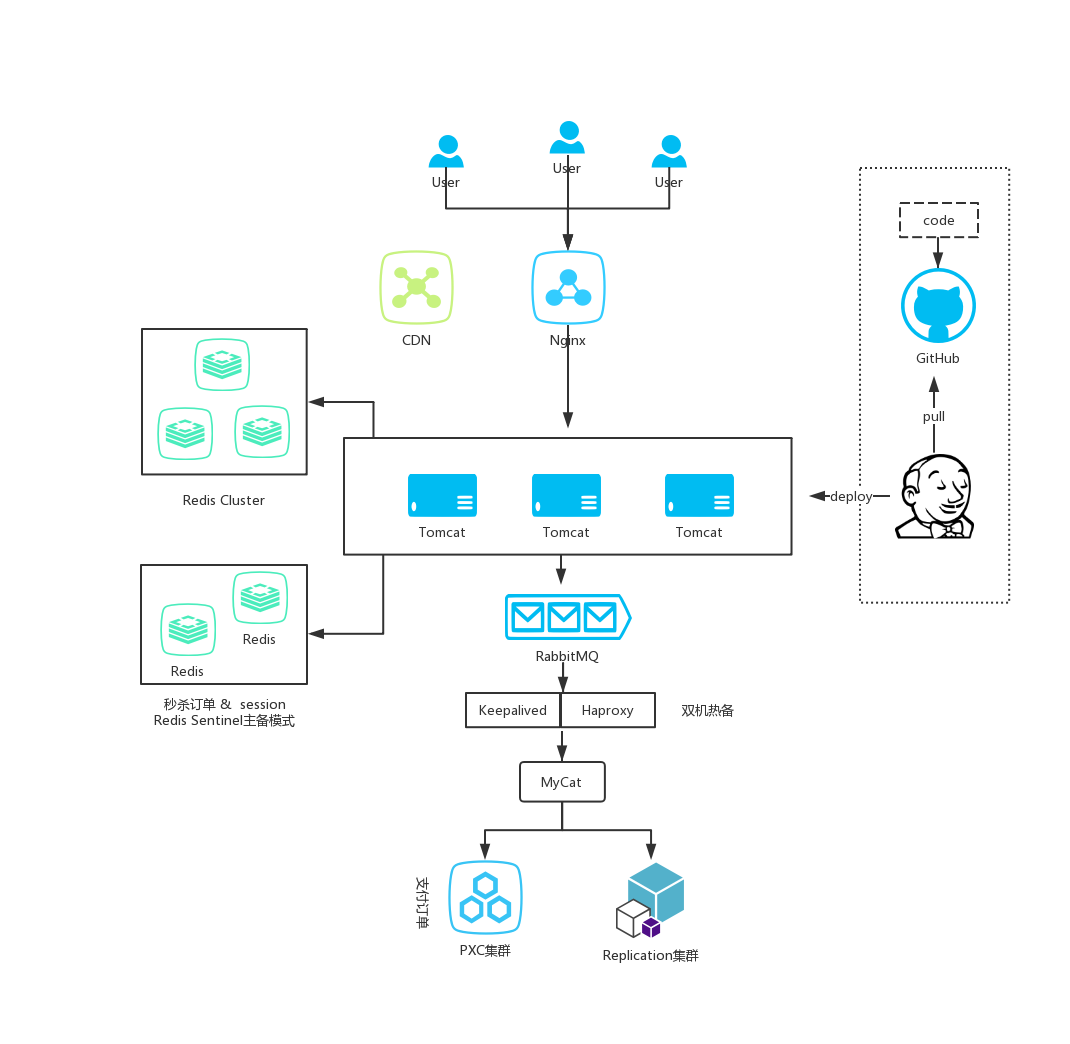 User
User
User
code
CDN
Nginx
GitHub
pull
Redis Cluster
deploy
Tomcat
Tomcat
Tomcat
Redis
Redis
RabbitMQ
秒杀订单 & session
Redis Sentinel主备模式
Keepalived
Haproxy
双机热备
MyCat
支付订单
PXC集群
Replication集群